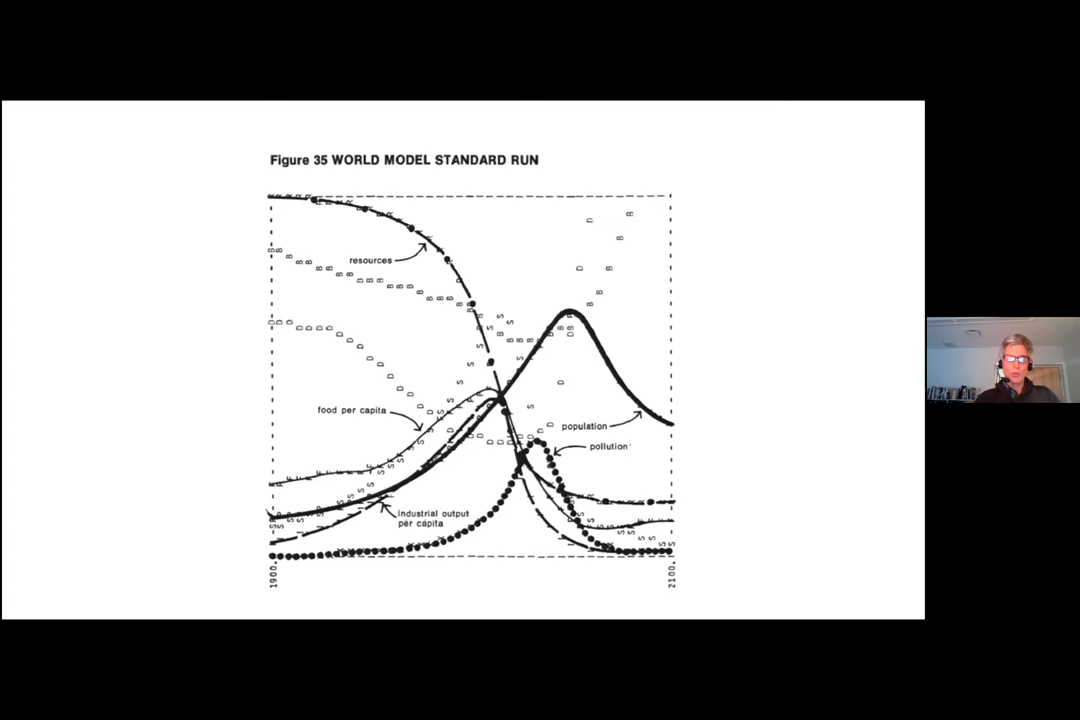 Figure 35 WORLD MODEL STANDARD RUN
resources
food per capita
population
pollution
industrial output
per capita
1900.
2100.